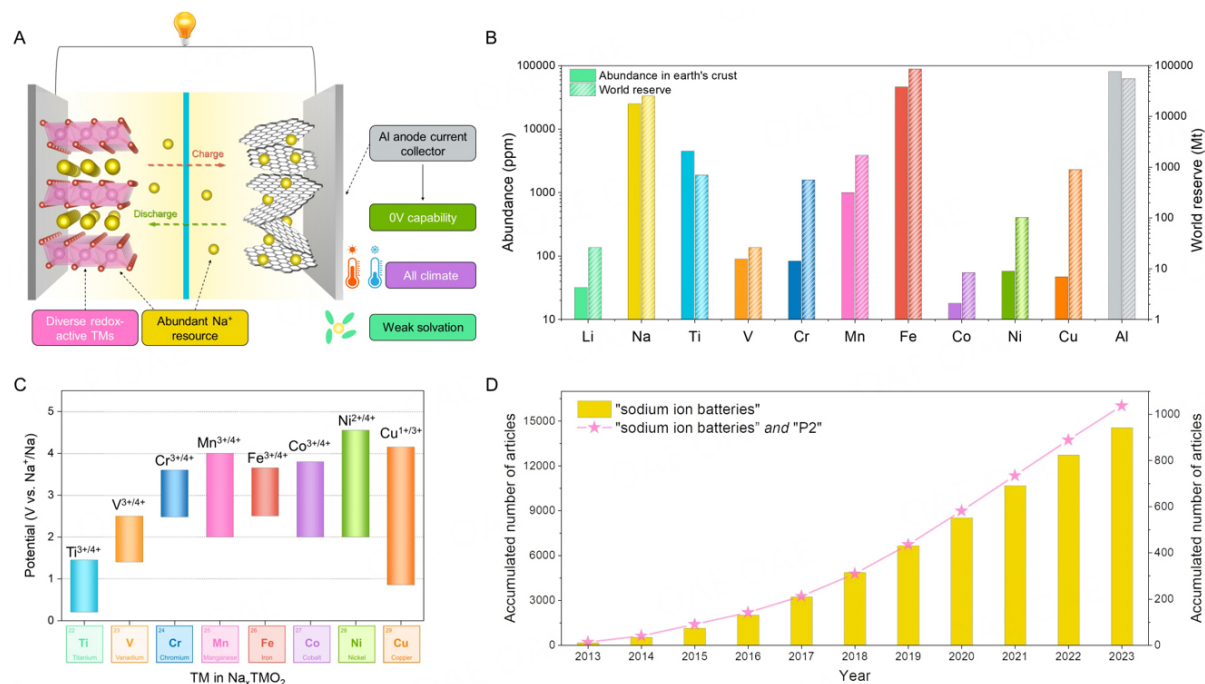 A
Charge
Discharge
Al anode current
collector
0V capability
All climate
Weak solvation
Diverse redox-
active TMs
Abundant Na⁺
resource
B
Abundance in earth's crust
World reserve
Abundance (ppm)
100000
10000
1000
100
10
World reserve (Mt)
100000
10000
1000
100
10
1
Li Na Ti V Cr Mn Fe Co Ni Cu Al
C
Potential (V vs. Na⁺/Na)
5
4
3
2
1
0
Ti³⁺/⁴⁺
V³⁺/⁴⁺
Cr³⁺/⁴⁺
Mn³⁺/⁴⁺
Fe³⁺/⁴⁺
Co³⁺/⁴⁺
Ni²⁺/⁴⁺
Cu¹⁺/³⁺
22 23 24 25 26 27 28 29
Ti V Cr Mn Fe Co Ni Cu
Titanium Vanadium Chromium Manganese Iron Cobalt Nickel Copper
TM in NaₓTMO₂
D
"sodium ion batteries"
"sodium ion batteries" and "P2"
Accumulated number of articles
15000
12000
9000
6000
3000
0
Accumulated number of articles
1000
800
600
400
200
0
2013 2014 2015 2016 2017 2018 2019 2020 2021 2022 2023
Year